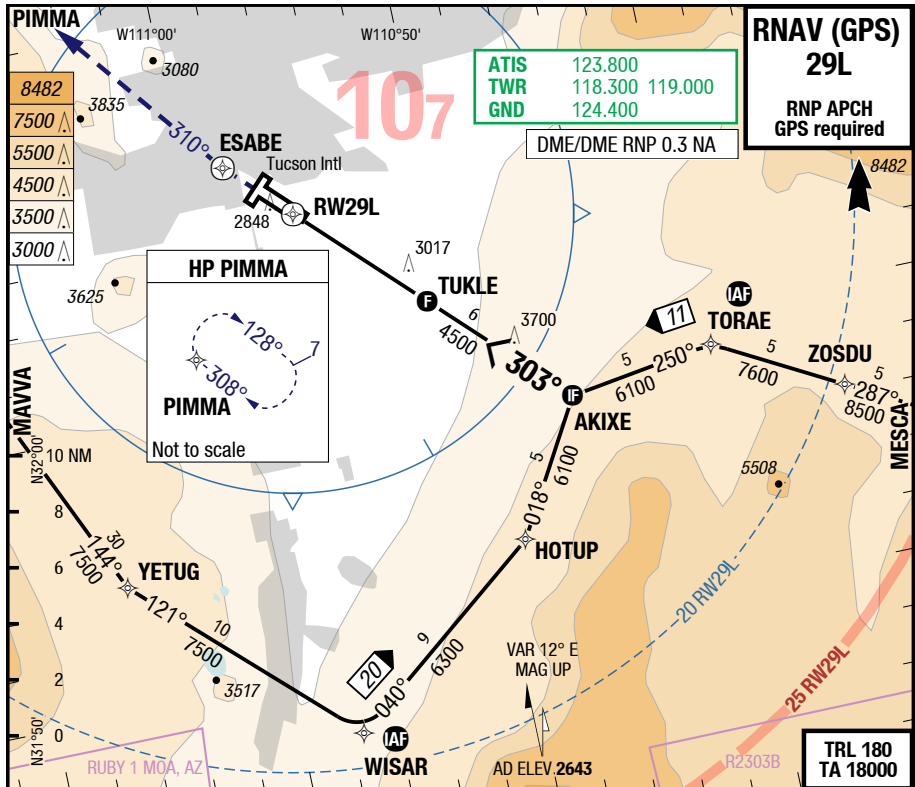 PIMMA
W111°00'
W110°50'
RNAV (GPS)
29L
RNP APCH
GPS required
ATIS 123.800
TWR 118.300 119.000
GND 124.400
DME/DME RNP 0.3 NA
107
3080
3835
8482
7500
5500
4500
3500
3000
310°
ESABE
Tucson Intl
8482
2848
RW29L
3017
TUKLE
F
6
4500
3700
303°
HP PIMMA
128°
7
308°
PIMMA
Not to scale
3625
IAF
11
TORAE
5
250°
6100
5
7600
ZOSDU
5
287°
8500
MESCA
IF
AKIXE
MAVVA
N32°00'
10 NM
8
6
4
2
0
N31°50'
30
144°
7500
YETUG
121°
10
7500
3517
5
018°
6100
HOTUP
5508
9
6300
20
040°
IAF
WISAR
20 RW29L
25 RW29L
VAR 12° E
MAG UP
AD ELEV.2643
RUBY 1 MOA, AZ
R2303B
TRL 180
TA 18000